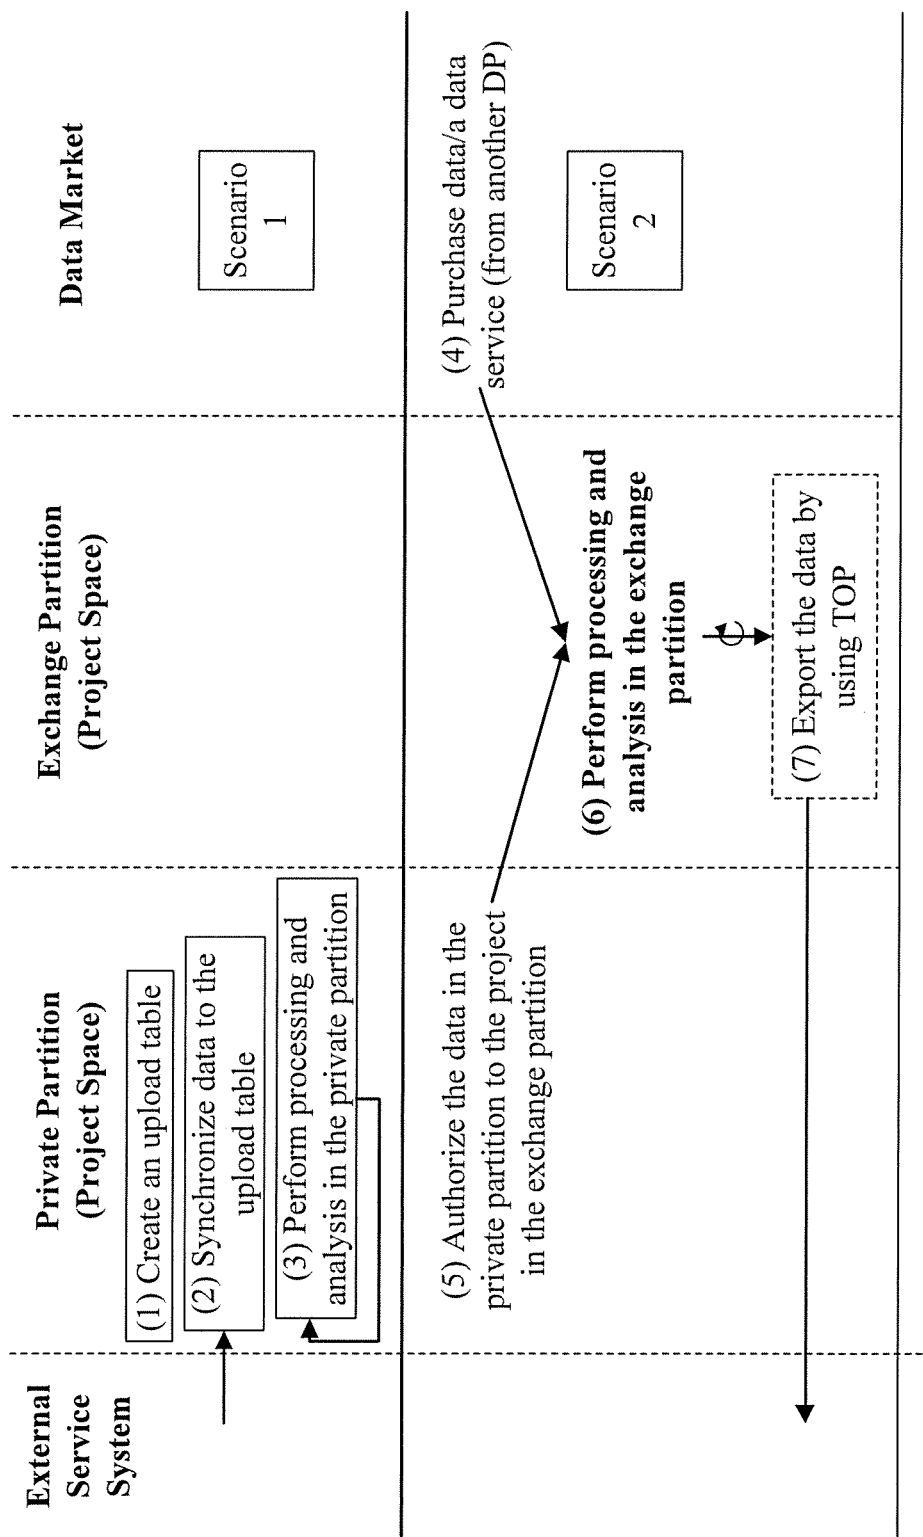 External
Service
System
Private Partition
(Project Space)
Exchange Partition
(Project Space)
Data Market
(1) Create an upload table
(2) Synchronize data to the
upload table
(3) Perform processing and
analysis in the private partition
Scenario
1
(4) Purchase data/a data
service (from another DP)
(5) Authorize the data in the
private partition to the project
in the exchange partition
(6) Perform processing and
analysis in the exchange
partition
Scenario
2
(7) Export the data by
using TOP